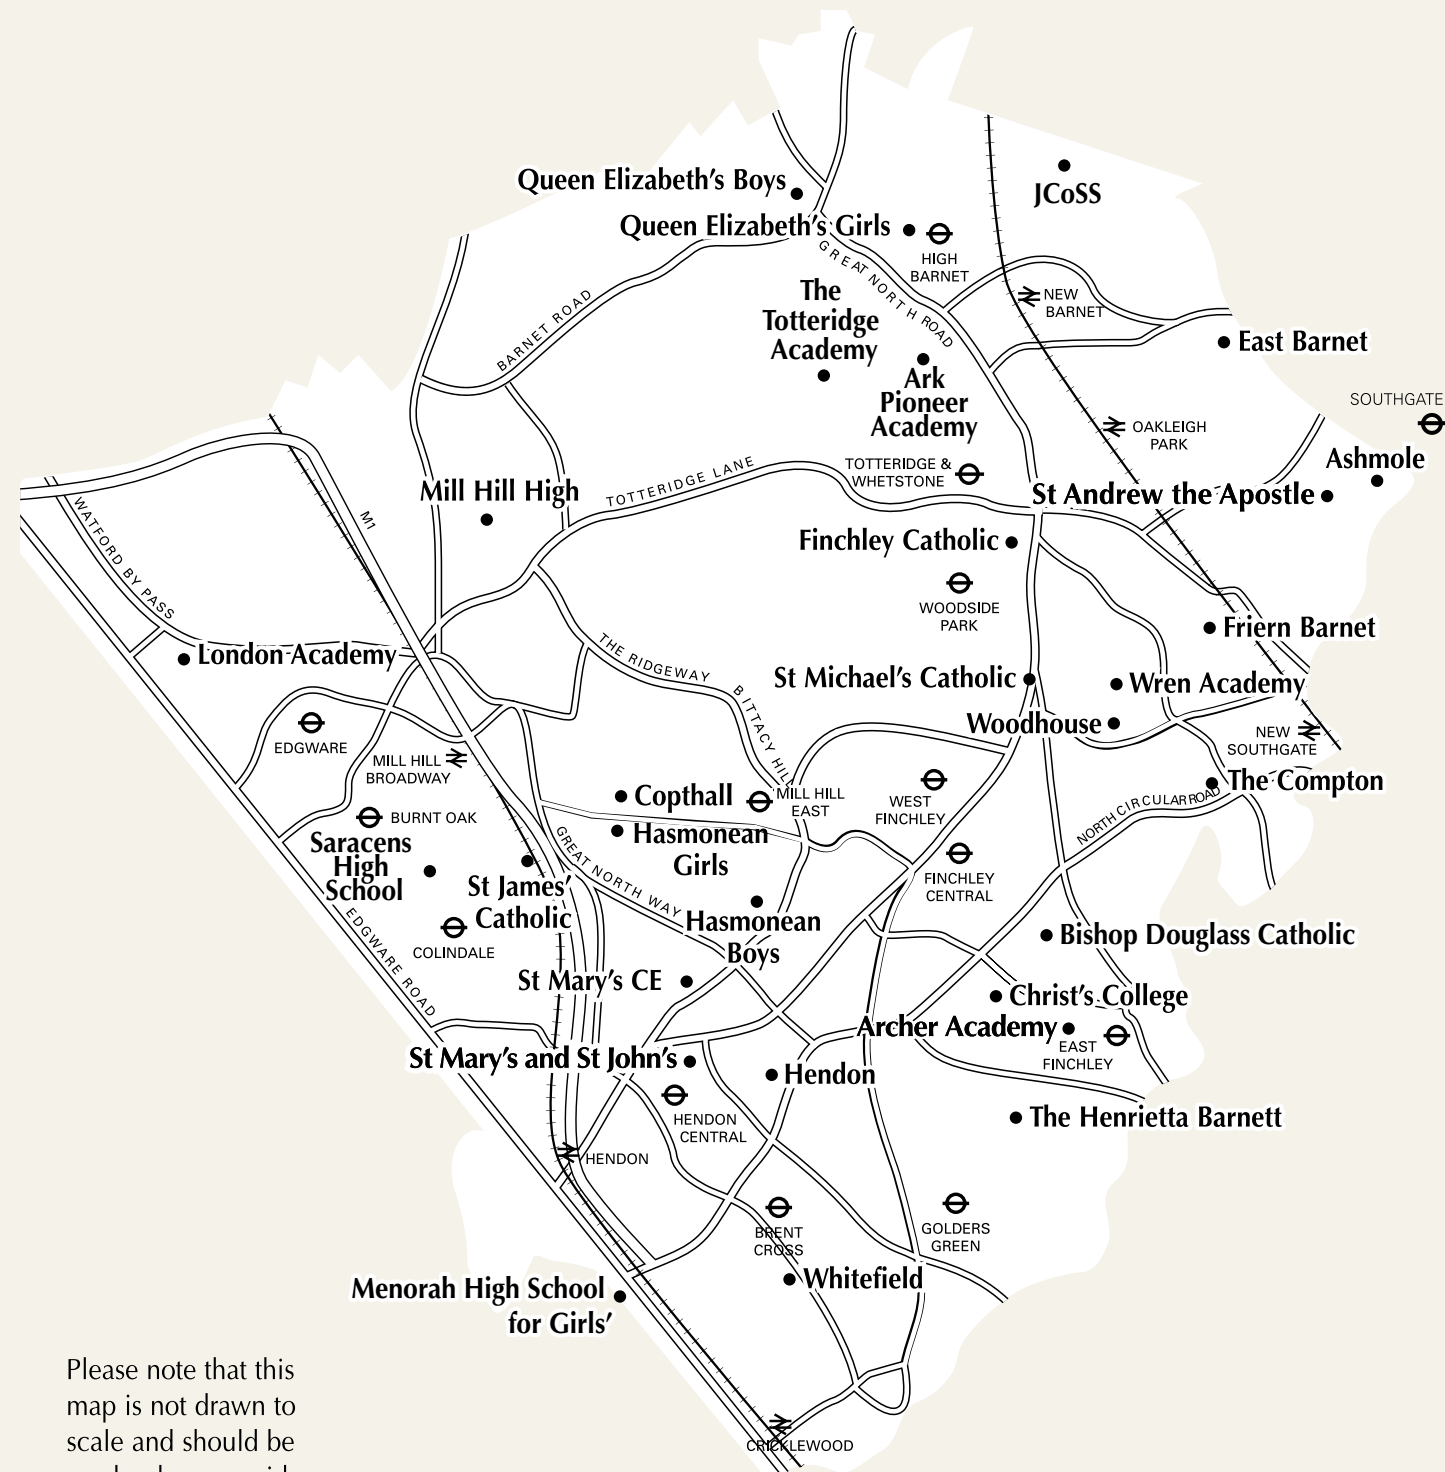 Queen Elizabeth's Boys
JCoSS
Queen Elizabeth's Girls
HIGH
BARNET
GREAT NORTH ROAD
BARNET ROAD
The
Totteridge
Academy
NEW
BARNET
East Barnet
Ark
Pioneer
Academy
SOUTHGATE
OAKLEIGH
PARK
Ashmole
TOTTERIDGE &
WHETSTONE
TOTTERIDGE LANE
Mill Hill High
St Andrew the Apostle
M1
WATFORD BY PASS
Finchley Catholic
WOODSIDE
PARK
Friern Barnet
London Academy
THE RIDGEWAY
BITTACY HILL
St Michael's Catholic
Wren Academy
Woodhouse
EDGWARE
MILL HILL
BROADWAY
NEW
SOUTHGATE
The Compton
Copthall
MILL HILL
EAST
WEST
FINCHLEY
NORTH CIRCULAR ROAD
BURNT OAK
Hasmonean
Girls
Saracens
High
School
GREAT NORTH WAY
St James'
Catholic
FINCHLEY
CENTRAL
Hasmonean
Boys
EDGWARE ROAD
COLINDALE
Bishop Douglass Catholic
St Mary's CE
Christ's College
Archer Academy
EAST
FINCHLEY
St Mary's and St John's
Hendon
HENDON
CENTRAL
The Henrietta Barnett
HENDON
BRENT
CROSS
GOLDERS
GREEN
Whitefield
Menorah High School
for Girls'
Please note that this
map is not drawn to
scale and should be
CRICKLEWOOD